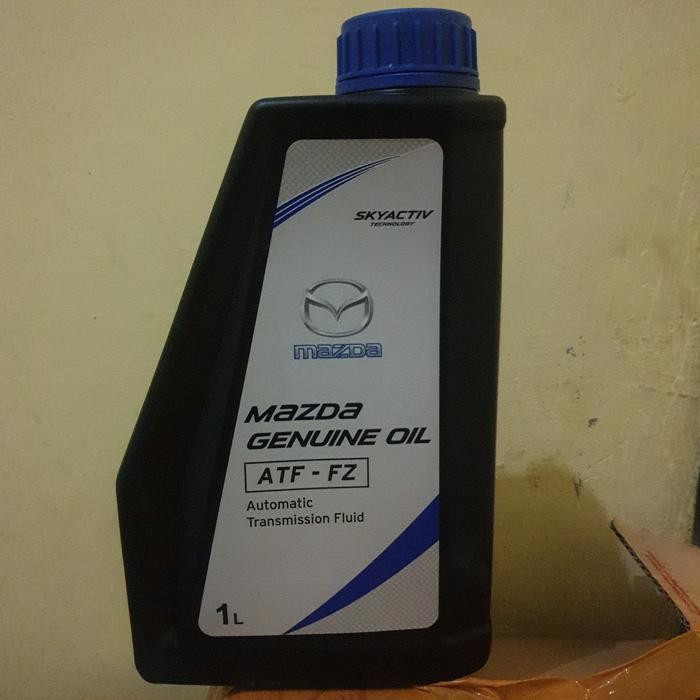 SKYACTIV
TECHNOLOGY
mazda
mazda
GENUINE OIL
ATF - FZ
Automatic
Transmission Fluid
1L